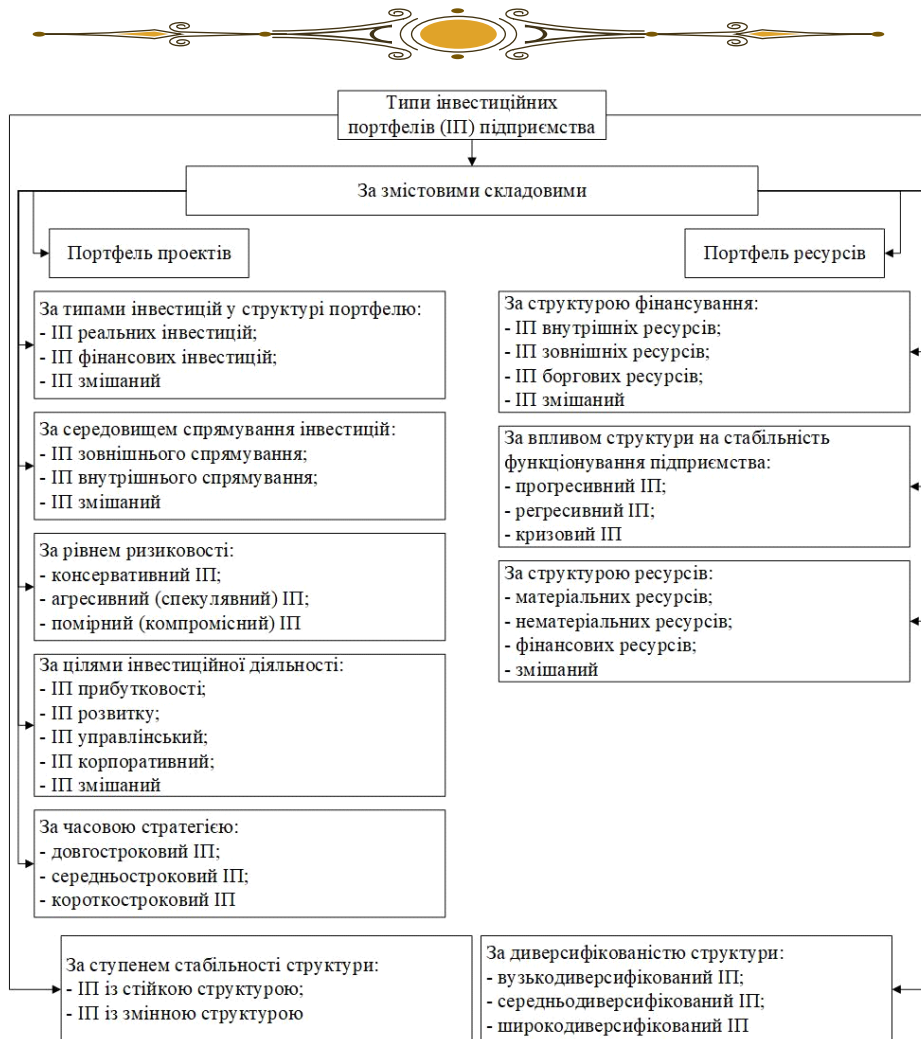 Типи інвестиційних
портфелів (ІП) підприємства
За змістовими складовими
Портфель проектів
Портфель ресурсів
За типами інвестицій у структурі портфелю:
- ІП реальних інвестицій;
- ІП фінансових інвестицій;
- ІП змішаний
За середовищем спрямування інвестицій:
- ІП зовнішнього спрямування;
- ІП внутрішнього спрямування;
- ІП змішаний
За рівнем ризиковості:
- консервативний ІП;
- агресивний (спекулявний) ІП;
- помірний (компромісний) ІП
За цілями інвестиційної діяльності:
- ІП прибутковості;
- ІП розвитку;
- ІП управлінський;
- ІП корпоративний;
- ІП змішаний
За часовою стратегією:
- довгостроковий ІП;
- середньостроковий ІП;
- короткостроковий ІП
За структурою фінансування:
- ІП внутрішніх ресурсів;
- ІП зовнішніх ресурсів;
- ІП боргових ресурсів;
- ІП змішаний
За впливом структури на стабільність
функціонування підприємства:
- прогресивний ІП;
- регресивний ІП;
- кризовий ІП
За структурою ресурсів:
- матеріальних ресурсів;
- нематеріальних ресурсів;
- фінансових ресурсів;
- змішаний
За ступенем стабільності структури:
- ІП із стійкою структурою;
- ІП із змінною структурою
За диверсифікованістю структури:
- вузькодиверсифікований ІП;
- середньодиверсифікований ІП;
- широкодиверсифікований ІП